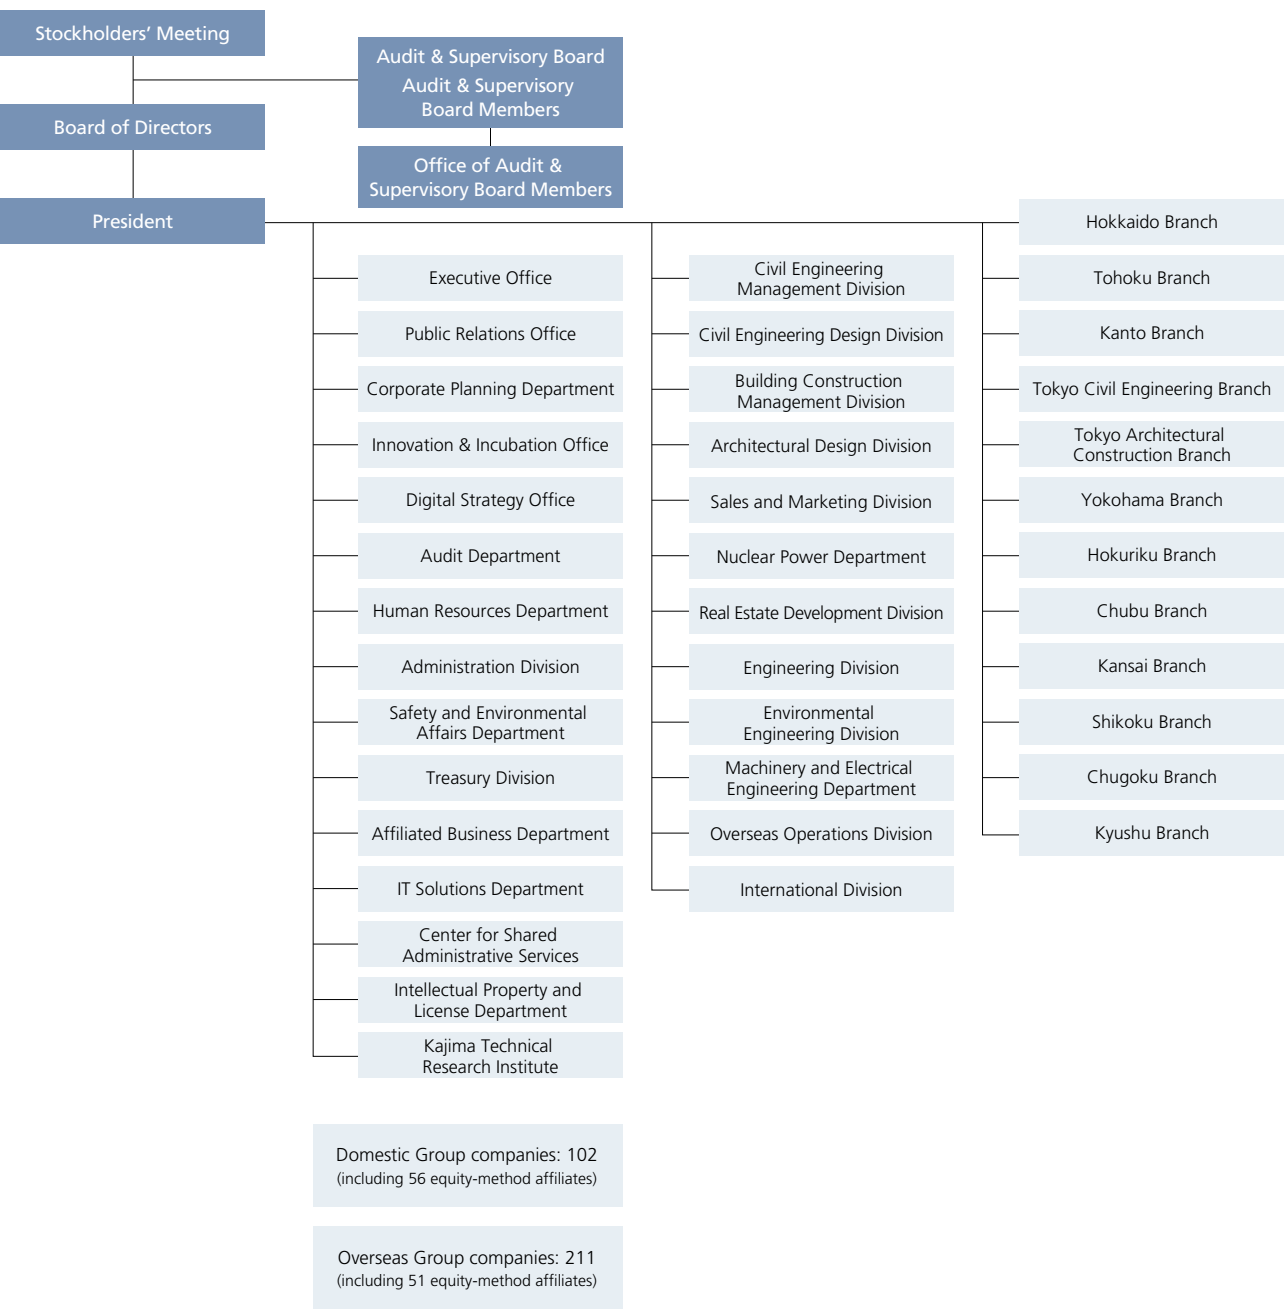 Stockholders’ Meeting
Audit & Supervisory Board
Audit & Supervisory
Board Members
Board of Directors
Office of Audit &
Supervisory Board Members
President
Executive Office
Public Relations Office
Corporate Planning Department
Innovation & Incubation Office
Digital Strategy Office
Audit Department
Human Resources Department
Administration Division
Safety and Environmental
Affairs Department
Treasury Division
Affiliated Business Department
IT Solutions Department
Center for Shared
Administrative Services
Intellectual Property and
License Department
Kajima Technical
Research Institute
Civil Engineering
Management Division
Civil Engineering Design Division
Building Construction
Management Division
Architectural Design Division
Sales and Marketing Division
Nuclear Power Department
Real Estate Development Division
Engineering Division
Environmental
Engineering Division
Machinery and Electrical
Engineering Department
Overseas Operations Division
International Division
Hokkaido Branch
Tohoku Branch
Kanto Branch
Tokyo Civil Engineering Branch
Tokyo Architectural
Construction Branch
Yokohama Branch
Hokuriku Branch
Chubu Branch
Kansai Branch
Shikoku Branch
Chugoku Branch
Kyushu Branch
Domestic Group companies: 102
(including 56 equity-method affiliates)
Overseas Group companies: 211
(including 51 equity-method affiliates)